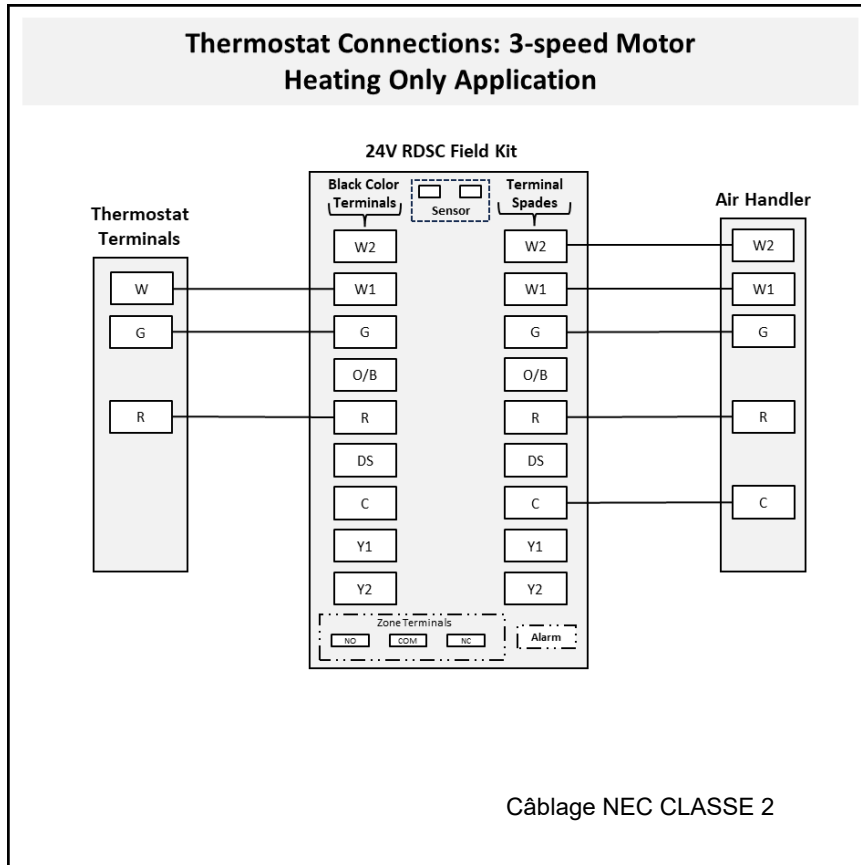 Thermostat Connections: 3-speed Motor
Heating Only Application
24V RDSC Field Kit
Black Color
Terminals
Sensor
Terminal
Spades
Thermostat
Terminals
Air Handler
W2
W2
W2
W
W1
W1
W1
G
G
G
G
O/B
O/B
R
R
R
R
DS
DS
C
C
C
Y1
Y1
Y2
Y2
Zone Terminals
NO
COM
NC
Alarm
Câblage NEC CLASSE 2